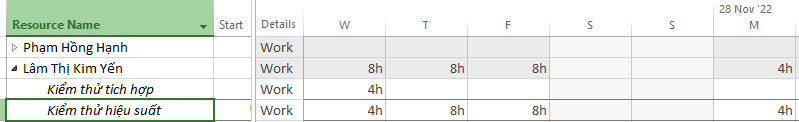 28 Nov '22
Resource Name Start Details W T F S S M
Phạm Hồng Hạnh Work
Lâm Thị Kim Yến Work 8h 8h 8h 4h
Kiểm thử tích hợp Work 4h
Kiểm thử hiệu suất Work 4h 8h 8h 4h